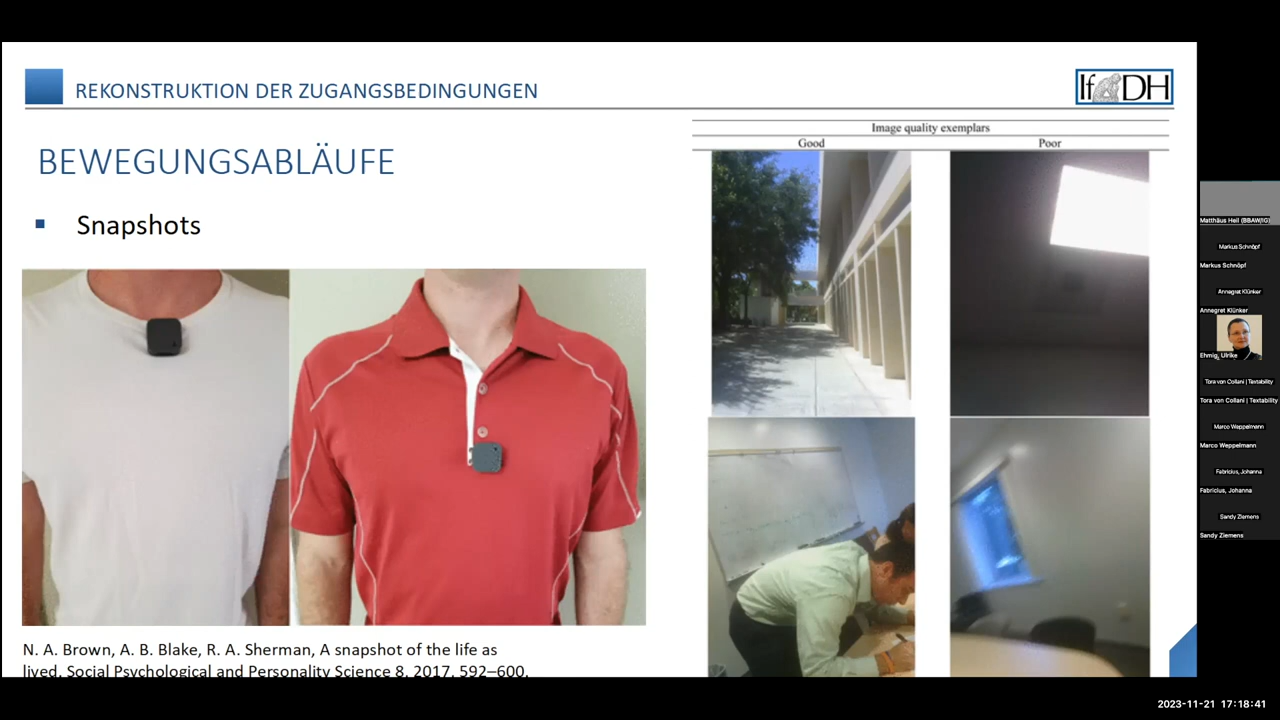 REKONSTRUKTION DER ZUGANGSBEDINGUNGEN
If DH
BEWEGUNGSABLÄUFE
Snapshots
Image quality exemplars
Good Poor
N. A. Brown, A. B. Blake, R. A. Sherman, A snapshot of the life as
lived, Social Psychological and Personality Science 8, 2017, 592–600.
Matthäus Heil (BBAW/IG)
Markus Schnöpf
Markus Schnöpf
Annegret Klünker
Annegret Klünker
Ehmig, Ulrike
Tora von Collani | Textability
Tora von Collani | Textability
Marco Weppelmann
Marco Weppelmann
Fabricius, Johanna
Fabricius, Johanna
Sandy Ziemens
Sandy Ziemens
2023-11-21 17:18:41